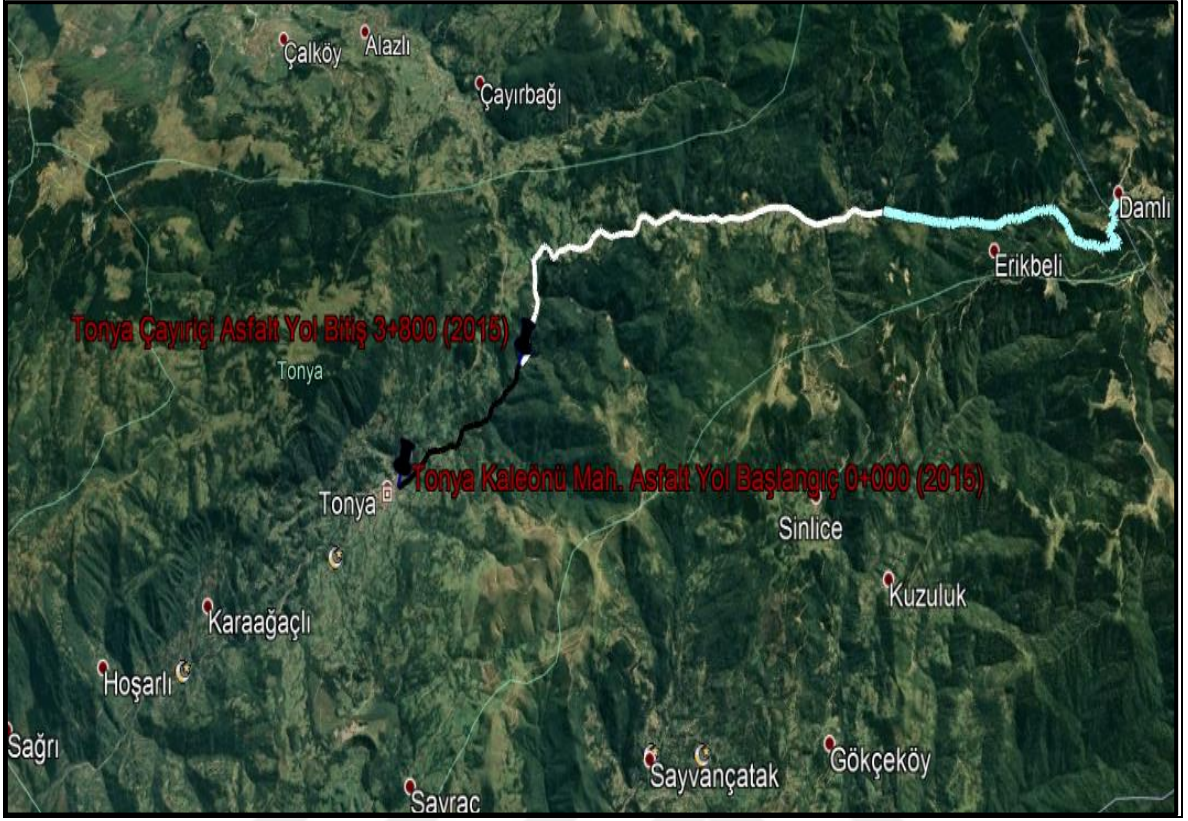 Çalköy
Alazlı
Çayırbağı
Damlı
Erikbeli
Tonya Çayıriçi Asfalt Yol Bitiş 3+800 (2015)
Tonya
Tonya Kaleönü Mah. Asfalt Yol Başlangıç 0+000 (2015)
Tonya
Sinlice
Kuzuluk
Karaağaçlı
Hoşarlı
Sağrı
Sayvançatak
Gökçeköy
Sayraç